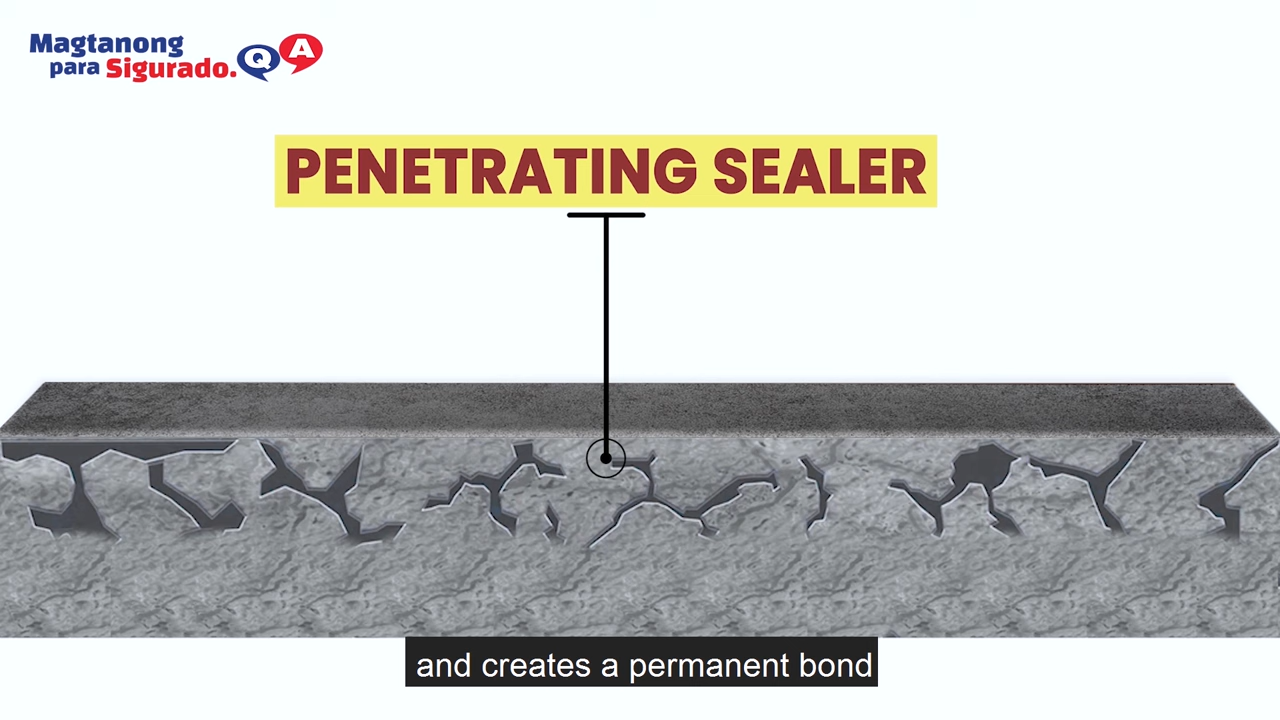 Magtanong
para Sigurado. Q A
PENETRATING SEALER
and creates a permanent bond